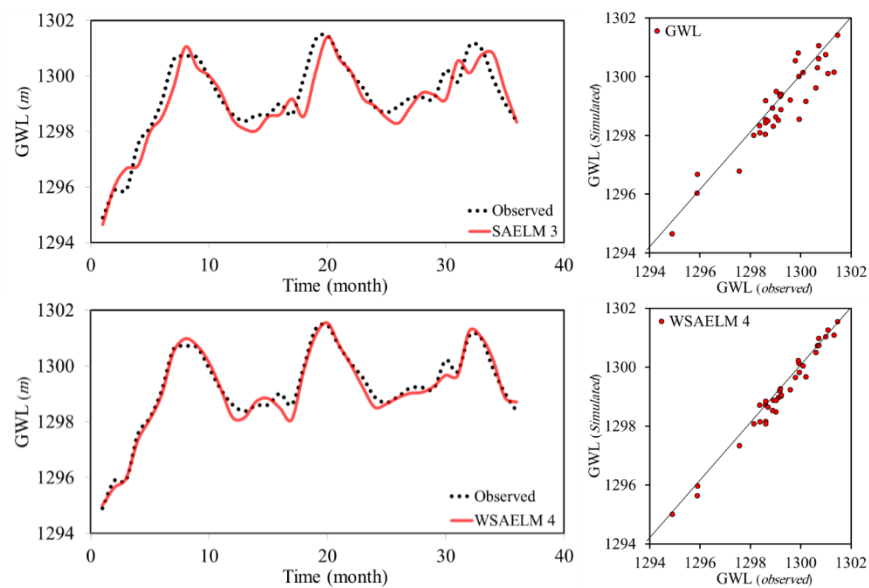 1302
1300
1298
1296
1294
GWL (m)
0 10 20 30 40
Time (month)
Observed
SAELM 3
1302
1300
1298
1296
1294
GWL (Simulated)
GWL
1294 1296 1298 1300 1302
GWL (observed)
1302
1300
1298
1296
1294
GWL (m)
0 10 20 30 40
Time (month)
Observed
WSAELM 4
1302
1300
1298
1296
1294
GWL (Simulated)
WSAELM 4
1294 1296 1298 1300 1302
GWL (observed)